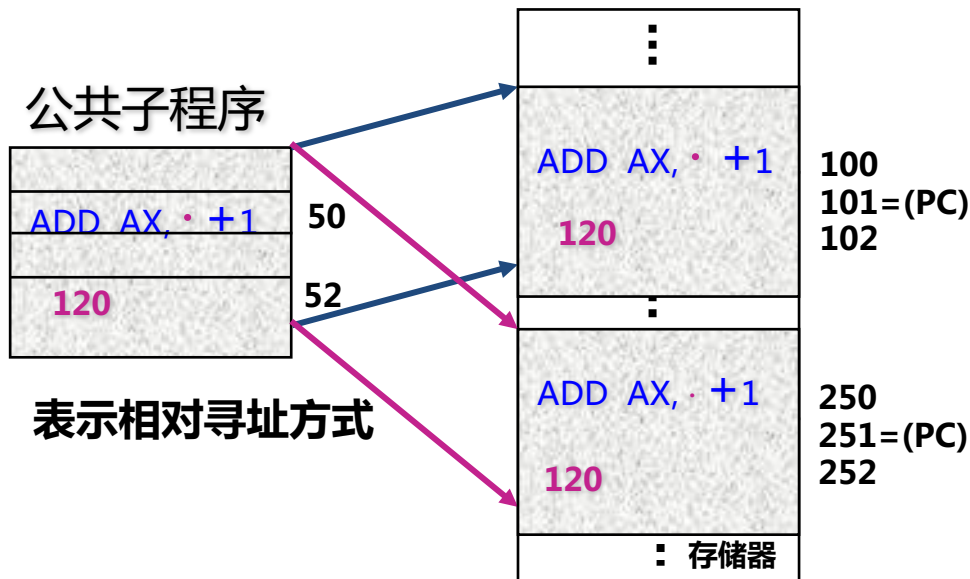 公共子程序
ADD AX, · +1
50
120
52
表示相对寻址方式
⋮
ADD AX, · +1
100
101=(PC)
120
102
⋮
ADD AX, · +1
250
251=(PC)
120
252
⋮ 存储器